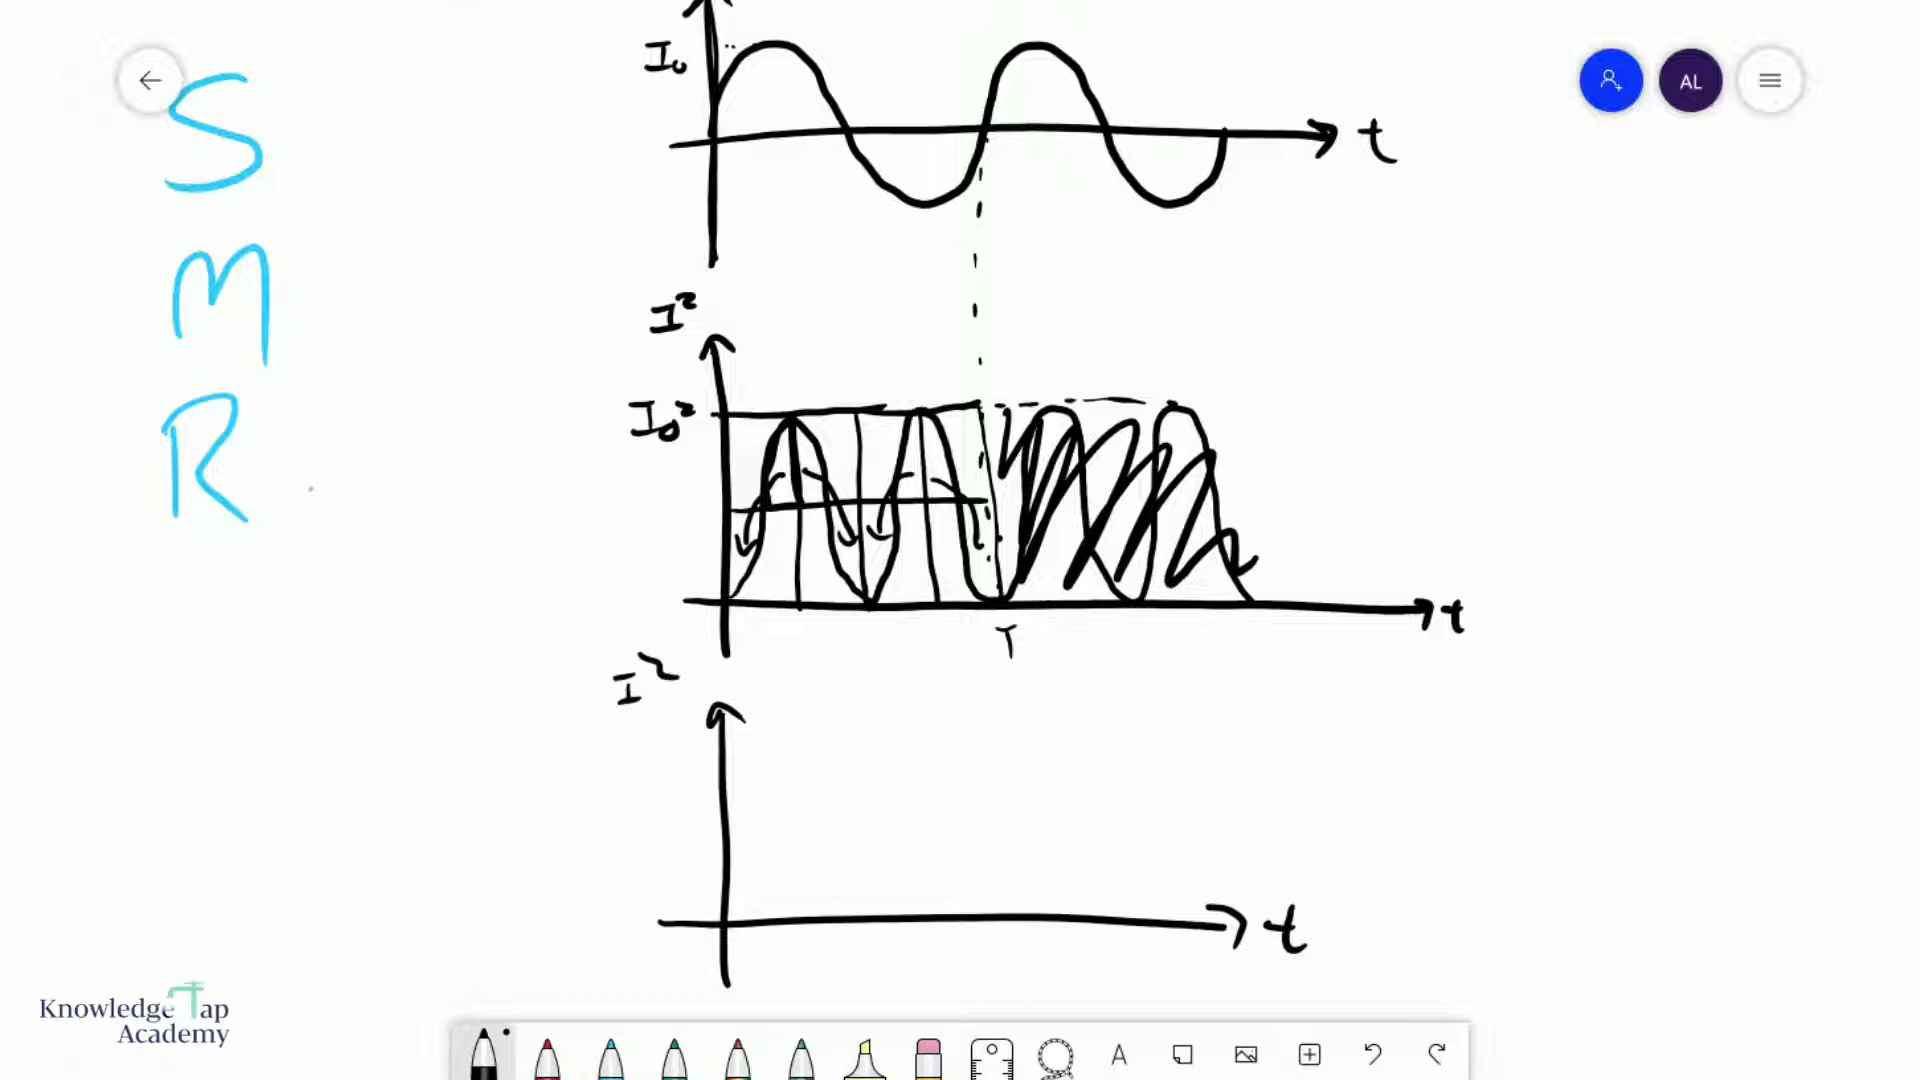 S
M
R
I₀
t
I²
I₀²
t
T
I²
t
AL
Knowledge Tap
Academy
A